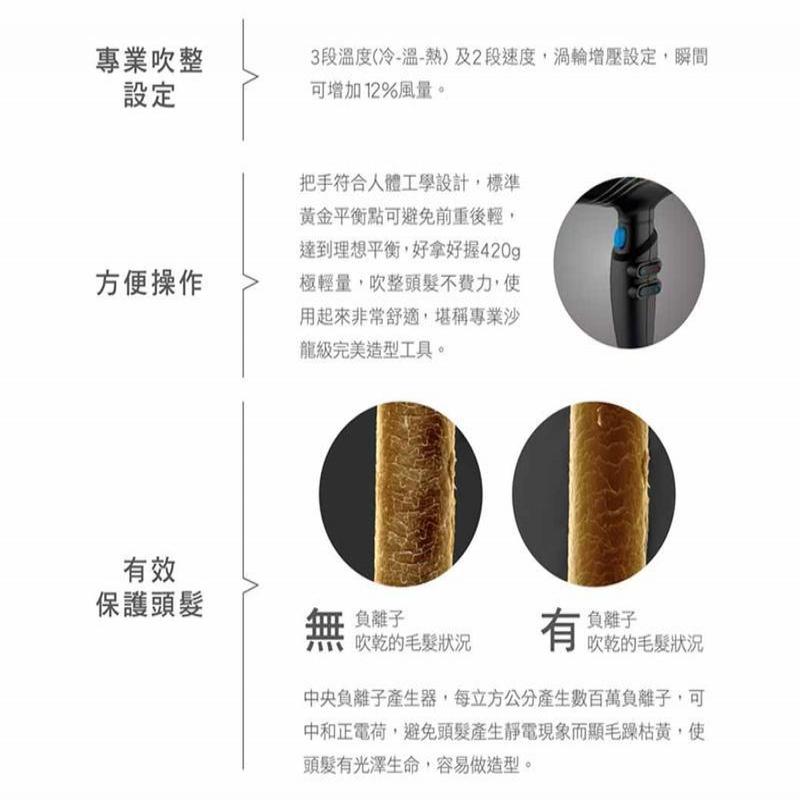 專業吹整
設定
3段溫度(冷-溫-熱) 及2段速度，渦輪增壓設定，瞬間
可增加12%風量。
方便操作
把手符合人體工學設計，標準
黃金平衡點可避免前重後輕，
達到理想平衡，好拿好握420g
極輕量，吹整頭髮不費力，使
用起來非常舒適，堪稱專業沙
龍級完美造型工具。
有效
保護頭髮
無 負離子
吹乾的毛髮狀況
有 負離子
吹乾的毛髮狀況
中央負離子產生器，每立方公分產生數百萬負離子，可
中和正電荷，避免頭髮產生靜電現象而顯毛躁枯黃，使
頭髮有光澤生命，容易做造型。